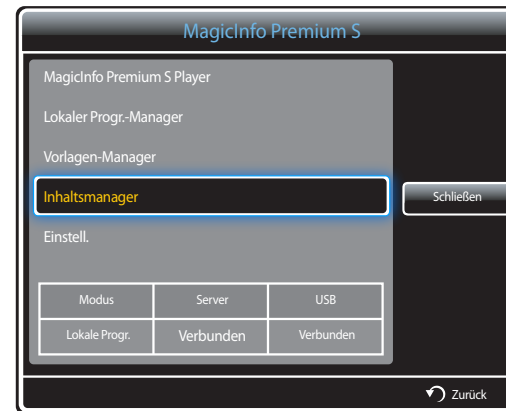 MagicInfo Premium S
MagicInfo Premium S Player
Lokaler Progr.-Manager
Vorlagen-Manager
Inhaltsmanager
Schließen
Einstell.
Modus Server USB
Lokale Progr. Verbunden Verbunden
Zurück